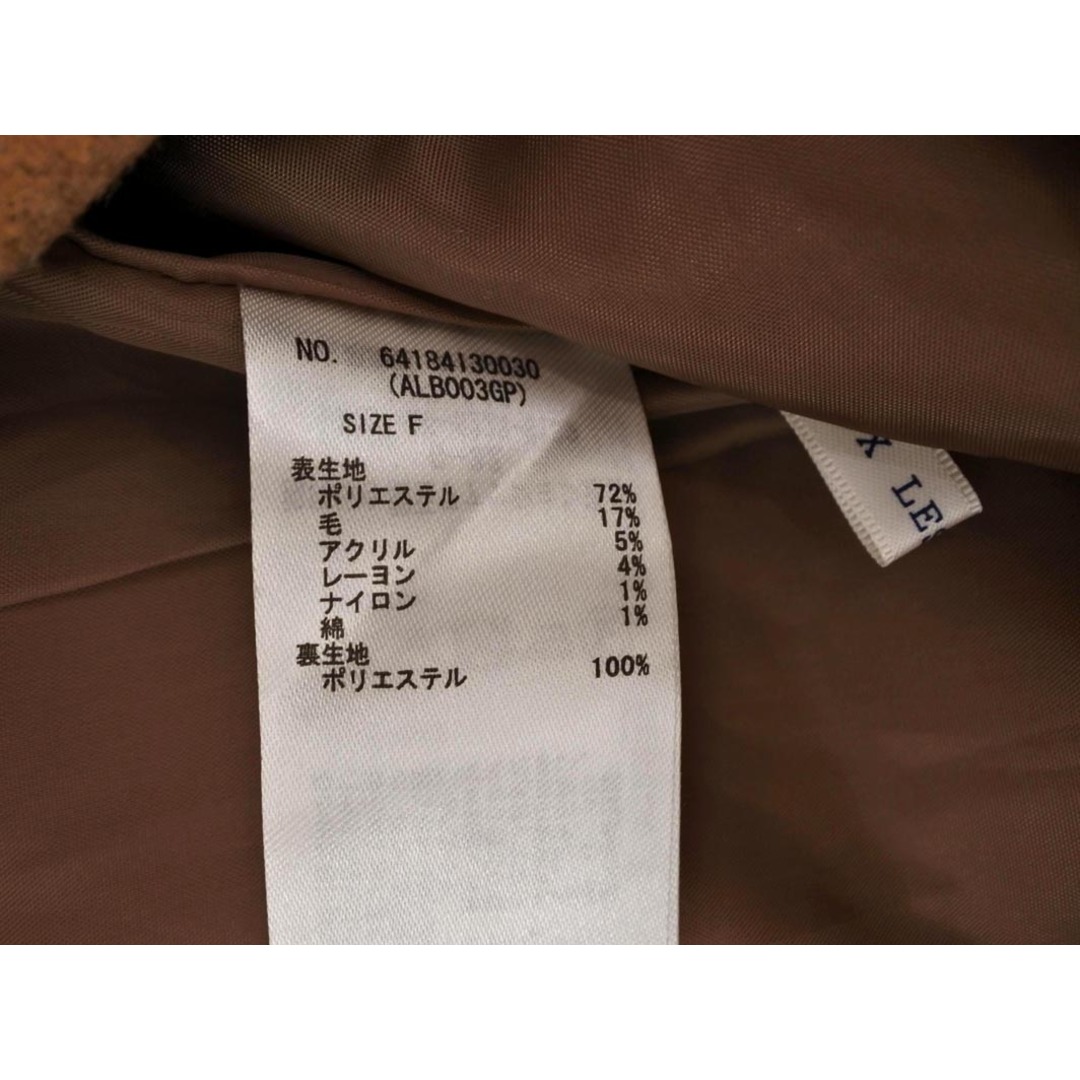 NO. 64184130030
(ALB003GP)
SIZE F
表生地
ポリエステル 72%
毛 17%
アクリル 5%
レーヨン 4%
ナイロン 1%
綿 1%
裏生地
ポリエステル 100%
X LES